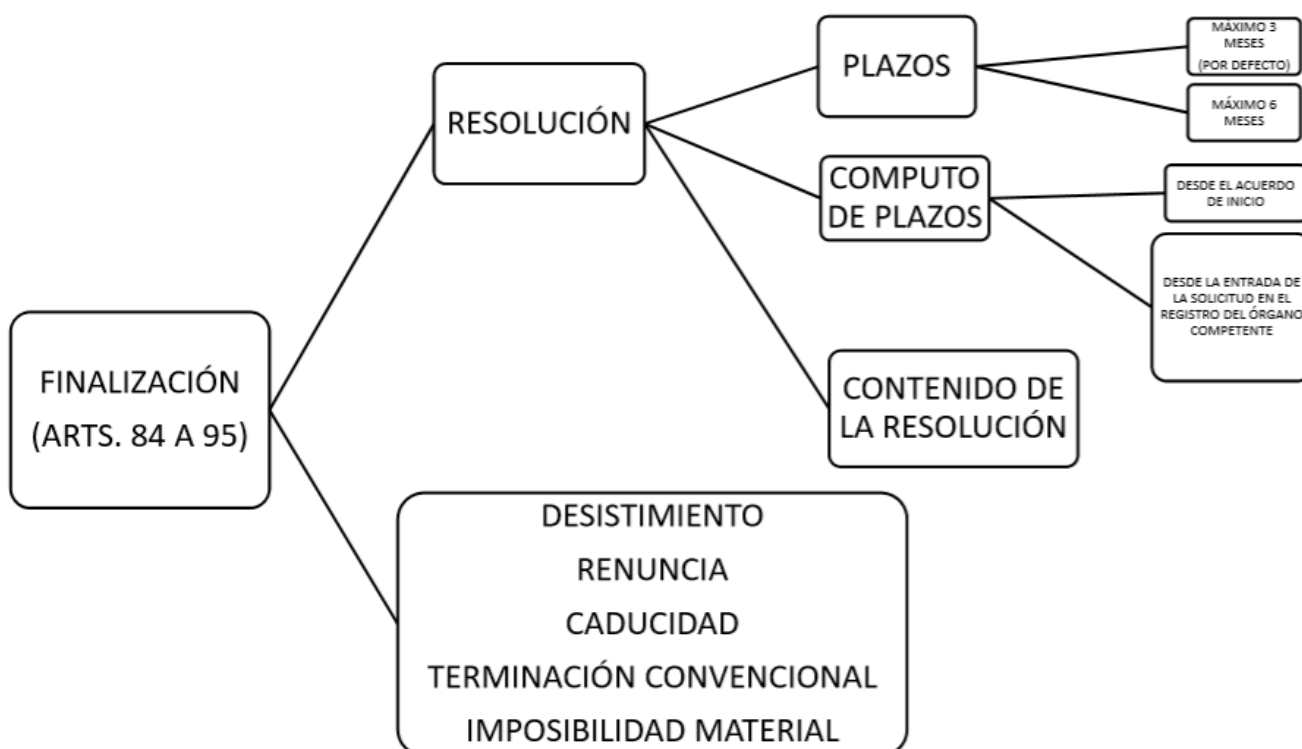 FINALIZACIÓN
(ARTS. 84 A 95)
RESOLUCIÓN
PLAZOS
MÁXIMO 3
MESES
(POR DEFECTO)
MÁXIMO 6
MESES
COMPUTO
DE PLAZOS
DESDE EL ACUERDO
DE INICIO
DESDE LA ENTRADA DE
LA SOLICITUD EN EL
REGISTRO DEL ÓRGANO
COMPETENTE
CONTENIDO DE
LA RESOLUCIÓN
DESISTIMIENTO
RENUNCIA
CADUCIDAD
TERMINACIÓN CONVENCIONAL
IMPOSIBILIDAD MATERIAL